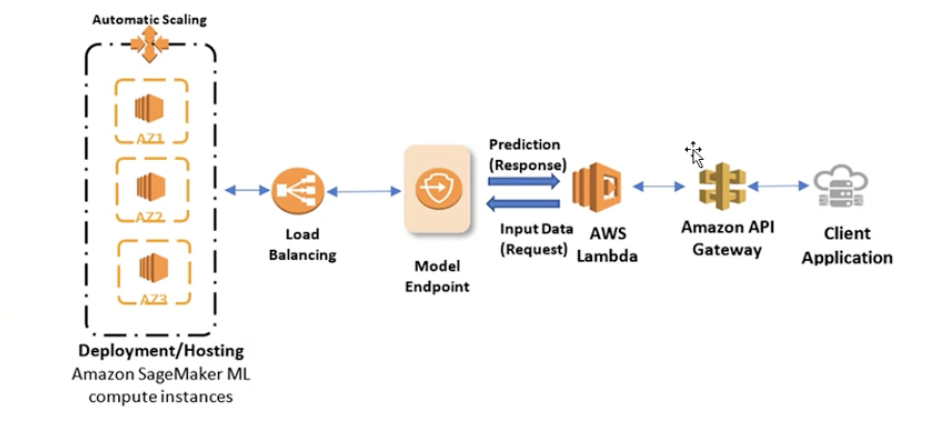 Automatic Scaling
AZ1
AZ2
AZ3
Deployment/Hosting
Amazon SageMaker ML
compute instances
Load
Balancing
Model
Endpoint
Prediction
(Response)
Input Data
(Request)
AWS
Lambda
Amazon API
Gateway
Client
Application